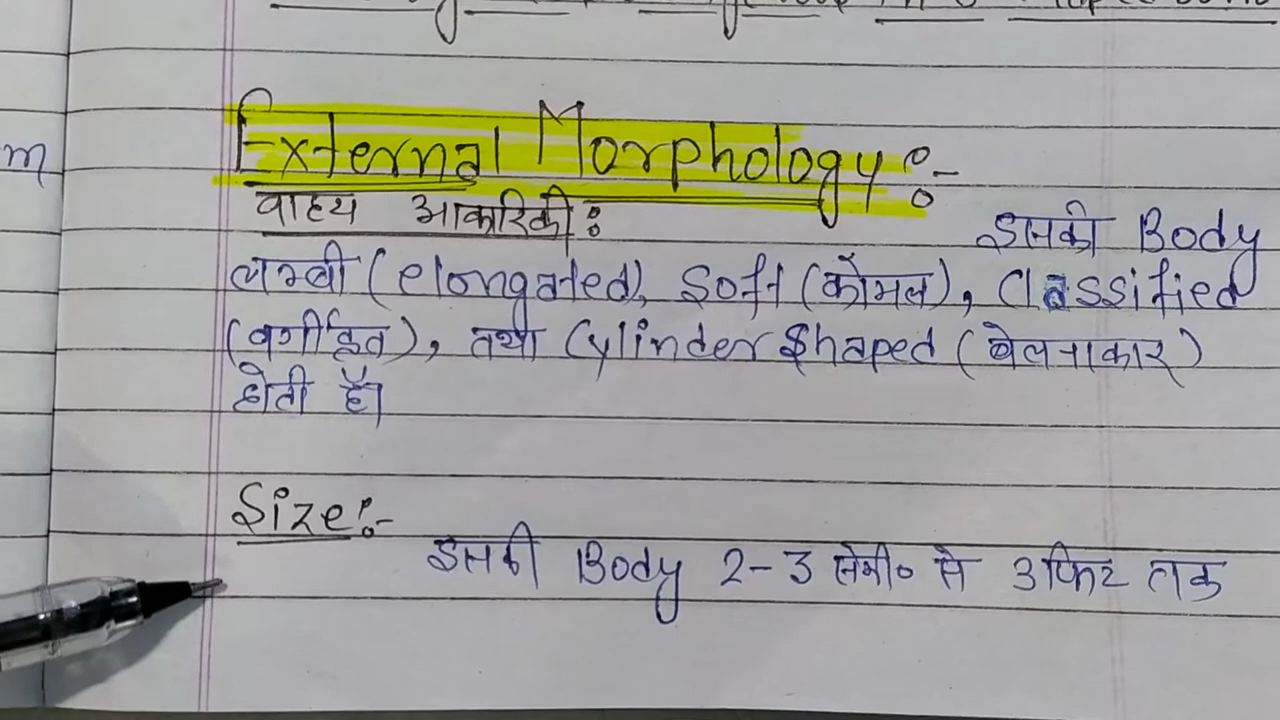 m
External Morphology :-
वाहय आकारिकी :
इसकी Body
लम्बी (elongated), Soft (कोमल), Classified
(वर्गीकृत), तथा Cylinder Shaped (बेलनाकार)
होती है।
Size :-
इसकी Body 2-3 सेमी० से 3 फिट तक